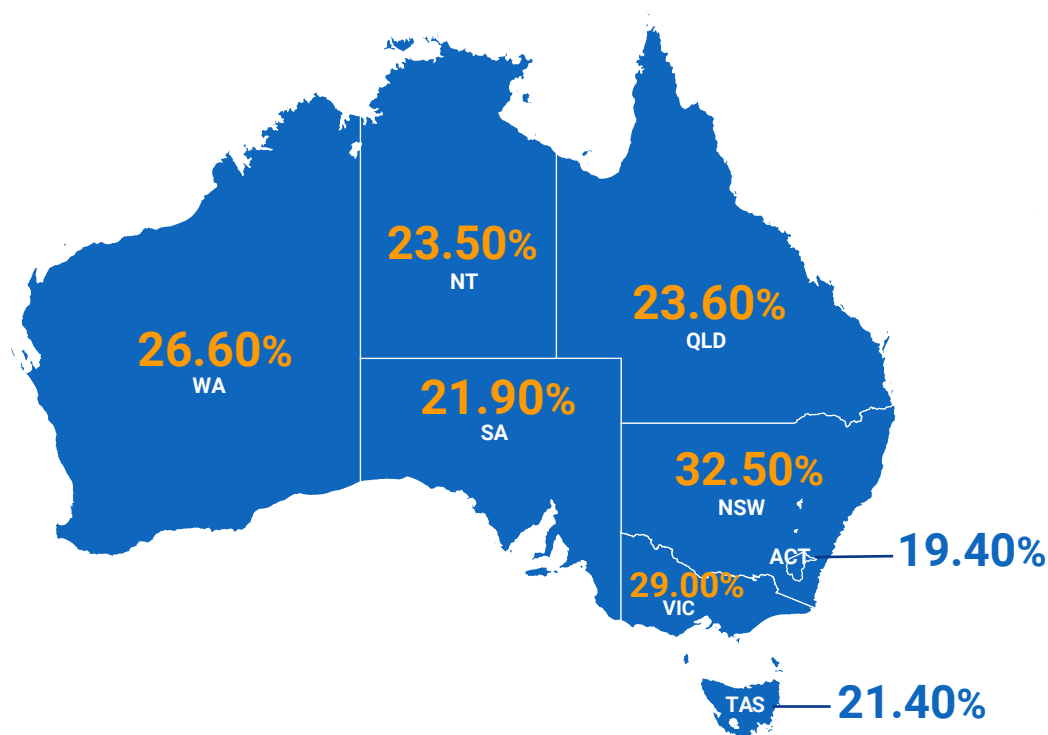 23.50%
NT
23.60%
QLD
26.60%
WA
21.90%
SA
32.50%
NSW
ACT
19.40%
29.00%
VIC
TAS
21.40%